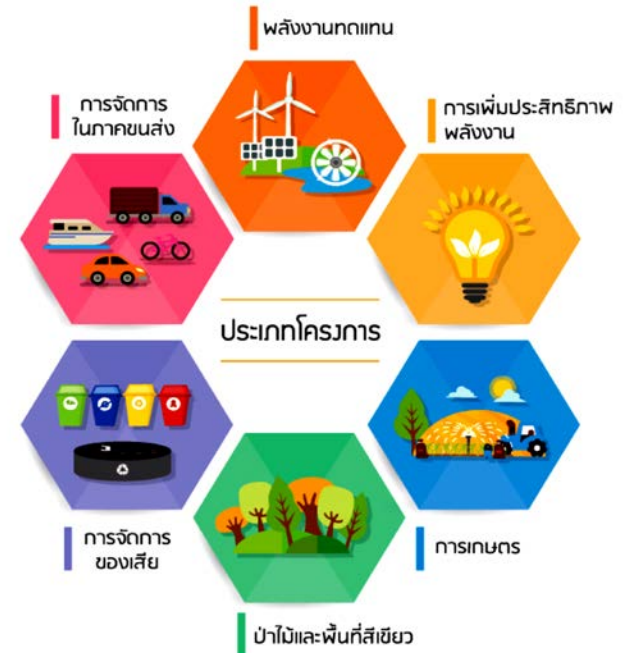 พลังงานทดแทน
การจัดการ
ในภาคขนส่ง
การเพิ่มประสิทธิภาพ
พลังงาน
ประเภทโครงการ
การจัดการ
ของเสีย
การเกษตร
ป่าไม้และพื้นที่สีเขียว